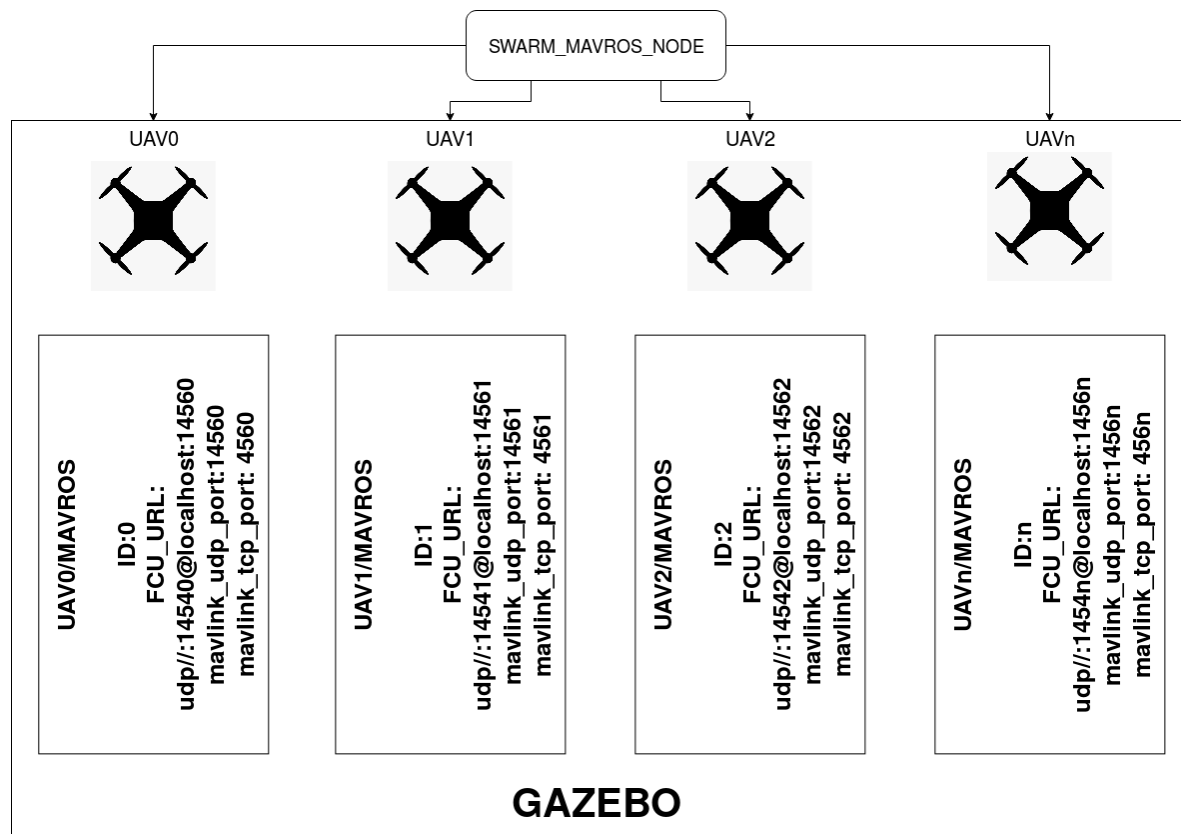 SWARM_MAVROS_NODE
UAV0
UAV1
UAV2
UAVn
UAV0/MAVROS
ID:0
FCU_URL:
udp//:14540@localhost:14560
mavlink_udp_port:14560
mavlink_tcp_port: 4560
UAV1/MAVROS
ID:1
FCU_URL:
udp//:14541@localhost:14561
mavlink_udp_port:14561
mavlink_tcp_port: 4561
UAV2/MAVROS
ID:2
FCU_URL:
udp//:14542@localhost:14562
mavlink_udp_port:14562
mavlink_tcp_port: 4562
UAVn/MAVROS
ID:n
FCU_URL:
udp//:1454n@localhost:1456n
mavlink_udp_port:1456n
mavlink_tcp_port: 456n
GAZEBO